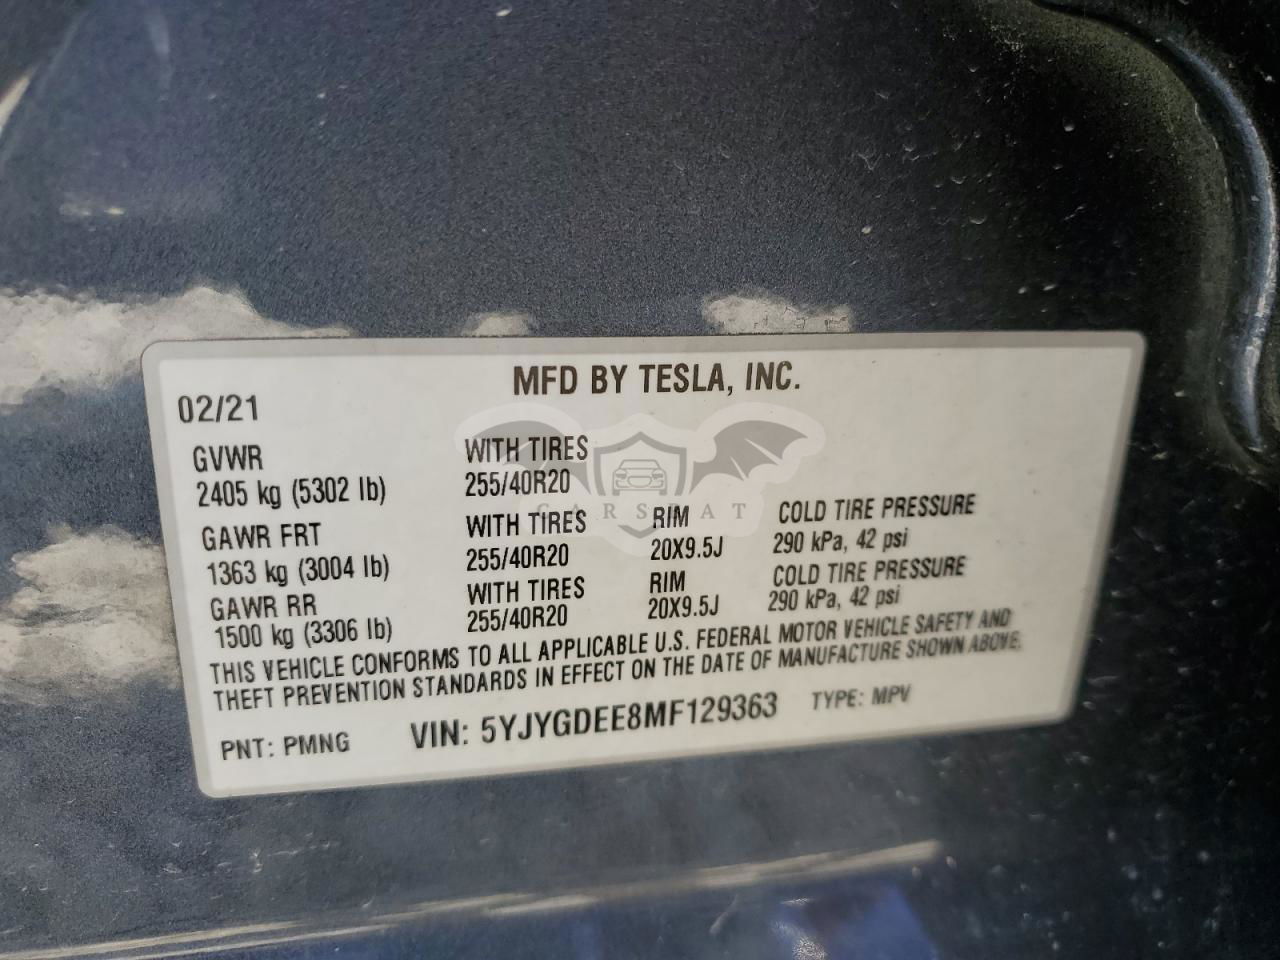 MFD BY TESLA, INC.
02/21
GVWR WITH TIRES
2405 kg (5302 lb) 255/40R20
GAWR FRT WITH TIRES RIM COLD TIRE PRESSURE
1363 kg (3004 lb) 255/40R20 20X9.5J 290 kPa, 42 psi
GAWR RR WITH TIRES RIM COLD TIRE PRESSURE
1500 kg (3306 lb) 255/40R20 20X9.5J 290 kPa, 42 psi
THIS VEHICLE CONFORMS TO ALL APPLICABLE U.S. FEDERAL MOTOR VEHICLE SAFETY AND
THEFT PREVENTION STANDARDS IN EFFECT ON THE DATE OF MANUFACTURE SHOWN ABOVE.
PNT: PMNG VIN: 5YJYGDEE8MF129363 TYPE: MPV